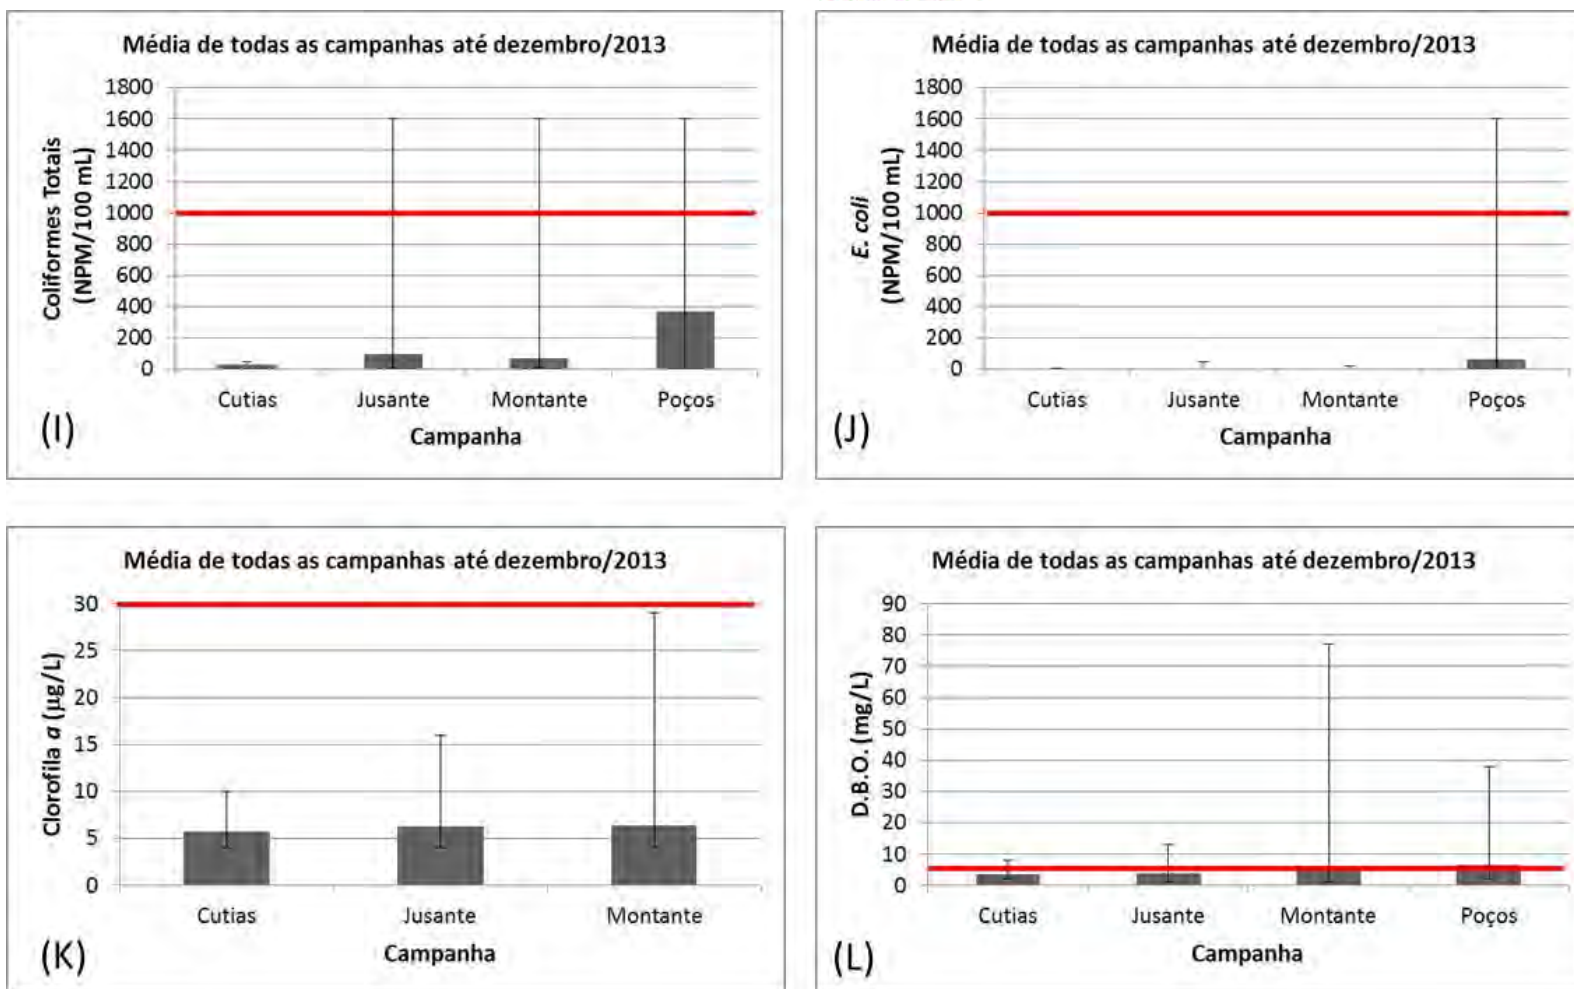 Média de todas as campanhas até dezembro/2013
1800
1600
1400
1200
1000
800
600
400
200
0
Coliformes Totais
(NPM/100 mL)
Cutias Jusante Montante Poços
Campanha
(I)
Média de todas as campanhas até dezembro/2013
1800
1600
1400
1200
1000
800
600
400
200
0
E. coli
(NPM/100 mL)
Cutias Jusante Montante Poços
Campanha
(J)
Média de todas as campanhas até dezembro/2013
30
25
20
15
10
5
0
Clorofila a (µg/L)
Cutias Jusante Montante
Campanha
(K)
Média de todas as campanhas até dezembro/2013
90
80
70
60
50
40
30
20
10
0
D.B.O. (mg/L)
Cutias Jusante Montante Poços
Campanha
(L)